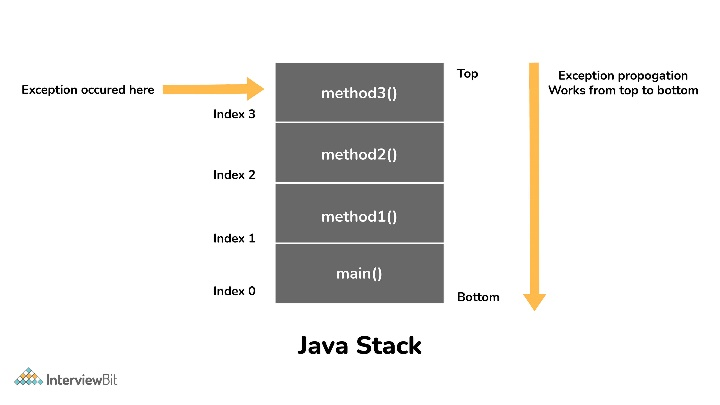 Top
Exception propogation
Works from top to bottom
Exception occured here
method3()
Index 3
method2()
Index 2
method1()
Index 1
main()
Index 0
Bottom
Java Stack
InterviewBit